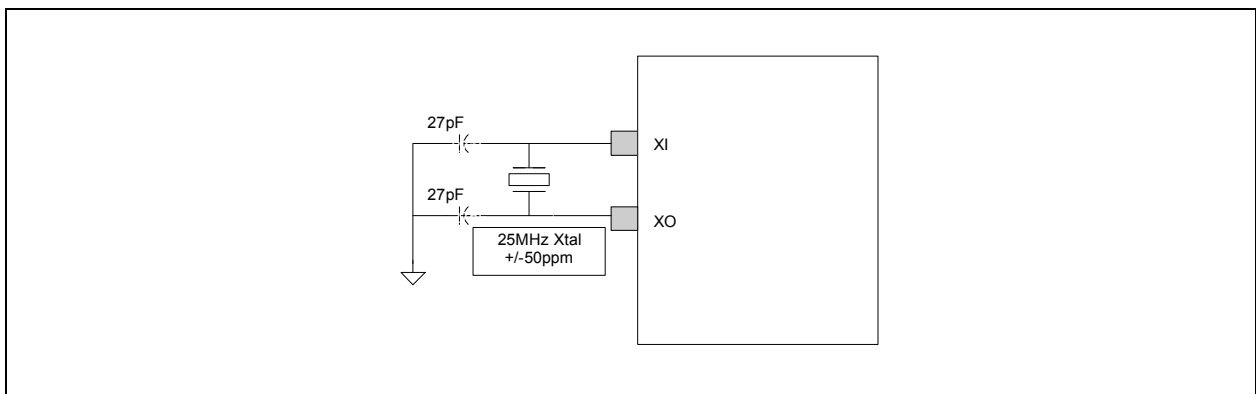 27pF
XI
27pF
XO
25MHz Xtal
+/-50ppm